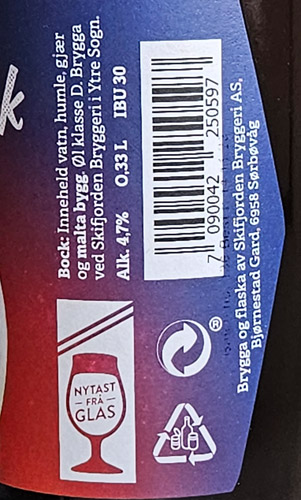 k
Bock: Inneheld vatn, humle, gjær
og malta bygg. Øl klasse D. Brygga
ved Skifjorden Bryggeri i Ytre Sogn.
Alk. 4,7% 0,33 L IBU 30
7 090042 250597
Brygga og flaska av Skifjorden Bryggeri AS,
Bjørnestad Gard, 6958 Sørbøvåg
NYTAST
FRÅ
GLAS
®